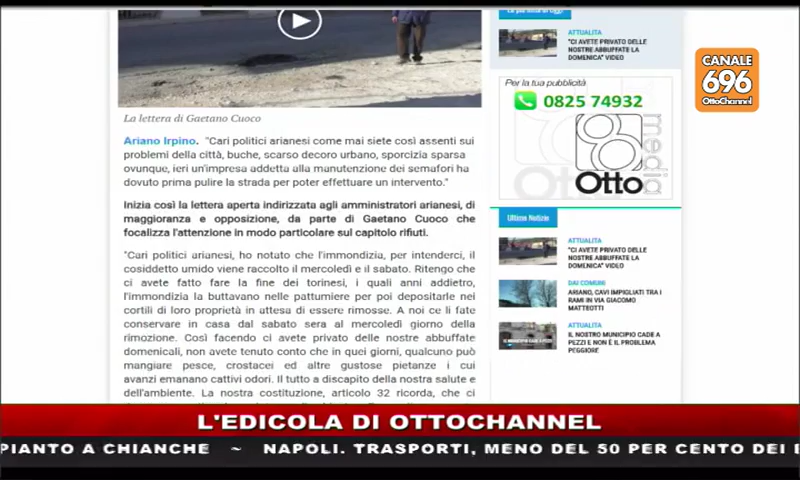 La lettera di Gaetano Cuoco
Ariano Irpino. "Cari politici arianesi come mai siete così assenti sui
problemi della città, buche, scarso decoro urbano, sporcizia sparsa
ovunque, ieri un'impresa addetta alla manutenzione dei semafori ha
dovuto prima pulire la strada per poter effettuare un intervento."
Inizia così la lettera aperta indirizzata agli amministratori arianesi, di
maggioranza e opposizione, da parte di Gaetano Cuoco che
focalizza l'attenzione in modo particolare sul capitolo rifiuti.
"Cari politici arianesi, ho notato che l'immondizia, per intenderci, il
cosiddetto umido viene raccolto il mercoledì e il sabato. Ritengo che
ci avete fatto fare la fine dei torinesi, i quali anni addietro,
l'immondizia la buttavano nelle pattumiere per poi depositarle nei
cortili di loro proprietà in attesa di essere rimosse. A noi ce li fate
conservare in casa dal sabato sera al mercoledì giorno della
rimozione. Così facendo ci avete privato delle nostre abbuffate
domenicali, non avete tenuto conto che in quei giorni, qualcuno può
mangiare pesce, crostacei ed altre gustose pietanze i cui
avanzi emanano cattivi odori. Il tutto a discapito della nostra salute e
dell'ambiente. La nostra costituzione, articolo 32 ricorda, che ci
ATTUALITA
"CI AVETE PRIVATO DELLE
NOSTRE ABBUFFATE LA
DOMENICA" VIDEO
Per la tua pubblicità
0825 74932
8
Otto
media
Ultime Notizie
ATTUALITA
"CI AVETE PRIVATO DELLE
NOSTRE ABBUFFATE LA
DOMENICA" VIDEO
DAI COMUNI
ARIANO, CAVI IMPIGLIATI TRA I
RAMI IN VIA GIACOMO
MATTEOTTI
ATTUALITA
IL NOSTRO MUNICIPIO CADE A
PEZZI E NON È IL PROBLEMA
PEGGIORE
CANALE
696
OttoChannel
L'EDICOLA DI OTTOCHANNEL
PIANTO A CHIANCHE ~ NAPOLI. TRASPORTI, MENO DEL 50 PER CENTO DEI